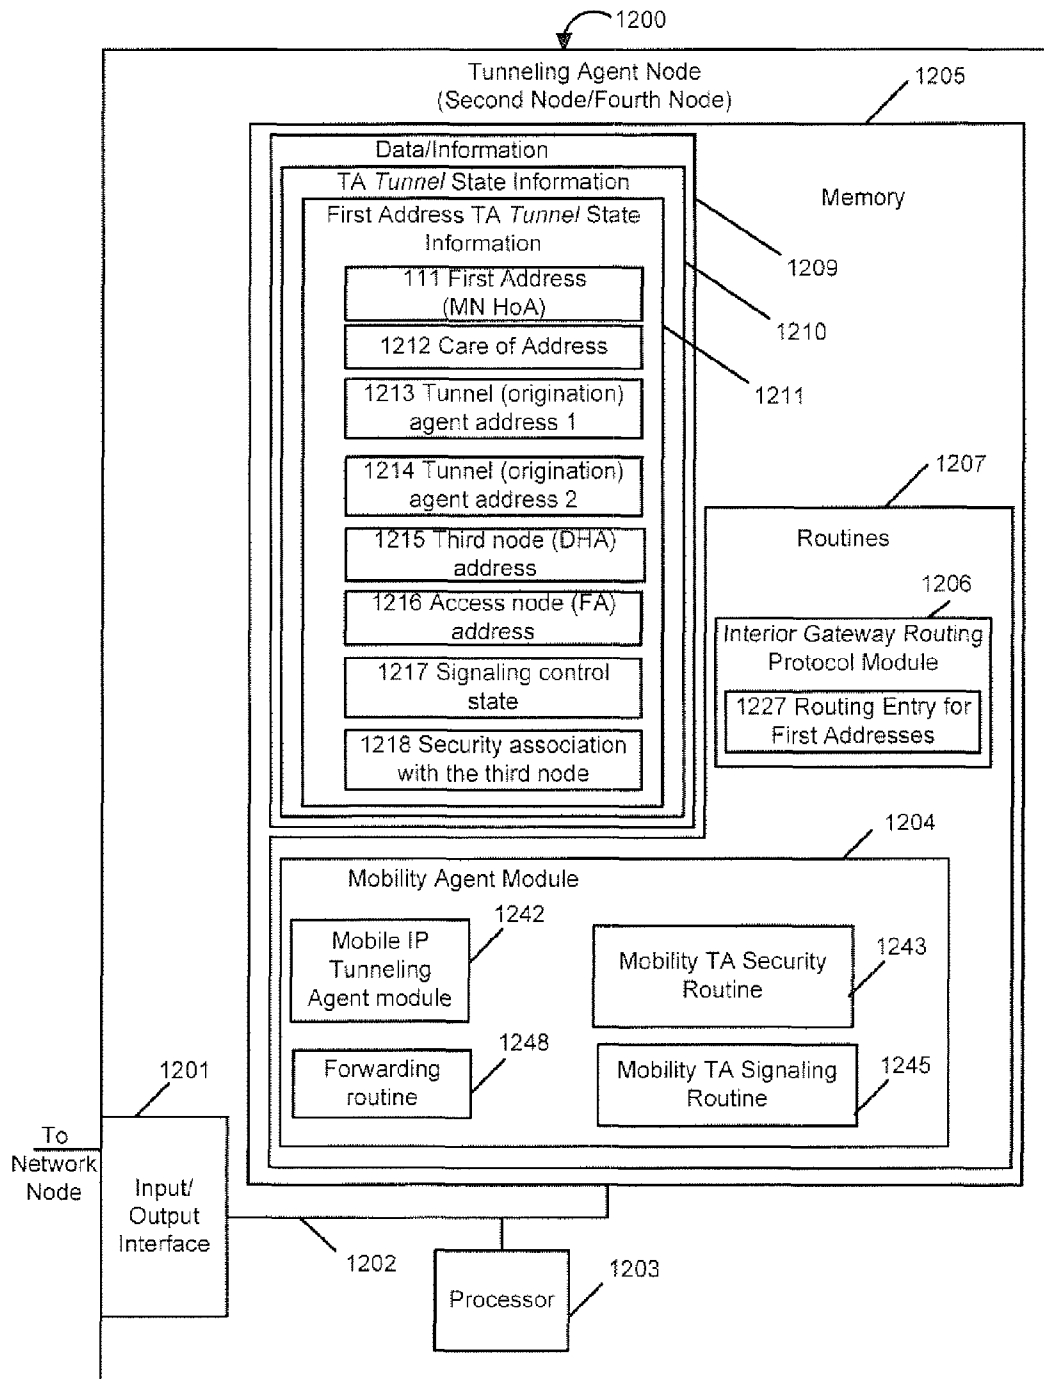 1200
Tunneling Agent Node
(Second Node/Fourth Node)
1205
Data/Information
TA Tunnel State Information
Memory
First Address TA Tunnel State
Information
1209
111 First Address
(MN HoA)
1210
1212 Care of Address
1211
1213 Tunnel (origination)
agent address 1
1214 Tunnel (origination)
agent address 2
1207
1215 Third node (DHA)
address
Routines
1216 Access node (FA)
address
1206
Interior Gateway Routing
Protocol Module
1217 Signaling control
state
1227 Routing Entry for
First Addresses
1218 Security association
with the third node
1204
Mobility Agent Module
1242
Mobile IP
Tunneling
Agent module
Mobility TA Security
Routine
1243
1248
Forwarding
routine
Mobility TA Signaling
Routine
1245
1201
To
Network
Node
Input/
Output
Interface
1202
Processor
1203